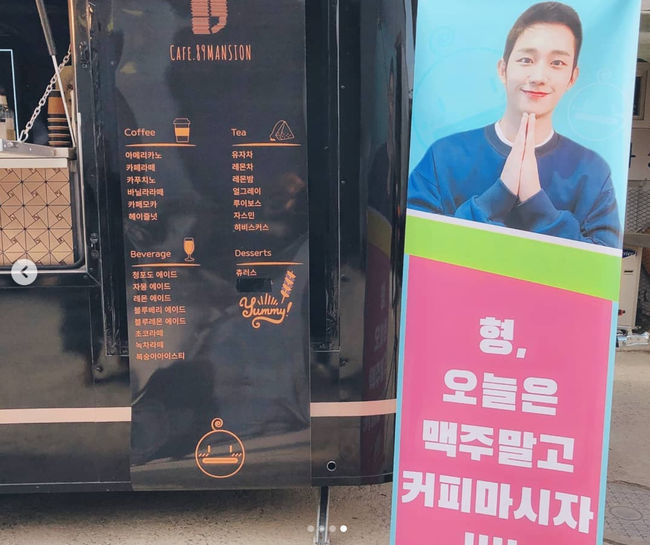 CAFE.89MANSION
Coffee
아메리카노
카페라떼
카푸치노
바닐라라떼
카페모카
헤이즐넛
Tea
유자차
레몬차
레몬밤
얼그레이
루이보스
자스민
히비스커스
Beverage
청포도 에이드
자몽 에이드
레몬 에이드
블루베리 에이드
블루레몬 에이드
초코라떼
녹차라떼
복숭아아이스티
Desserts
츄러스
Yummy!
형,
오늘은
맥주말고
커피마시자
!!!!